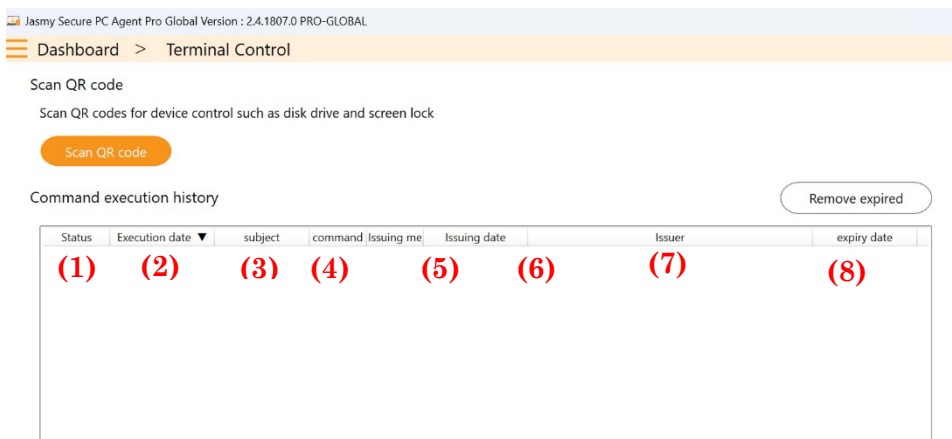 Jasmy Secure PC Agent Pro Global Version : 2.4.1807.0 PRO-GLOBAL
Dashboard > Terminal Control
Scan QR code
Scan QR codes for device control such as disk drive and screen lock
Scan QR code
Command execution history Remove expired
Status Execution date ▼ subject command Issuing me Issuing date Issuer expiry date
(1) (2) (3) (4) (5) (6) (7) (8)